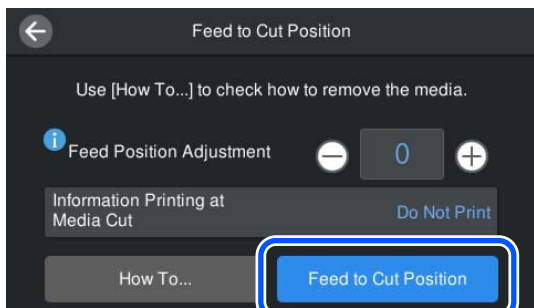 Feed to Cut Position
Use [How To...] to check how to remove the media.
Feed Position Adjustment
0
Information Printing at
Media Cut
Do Not Print
How To...
Feed to Cut Position